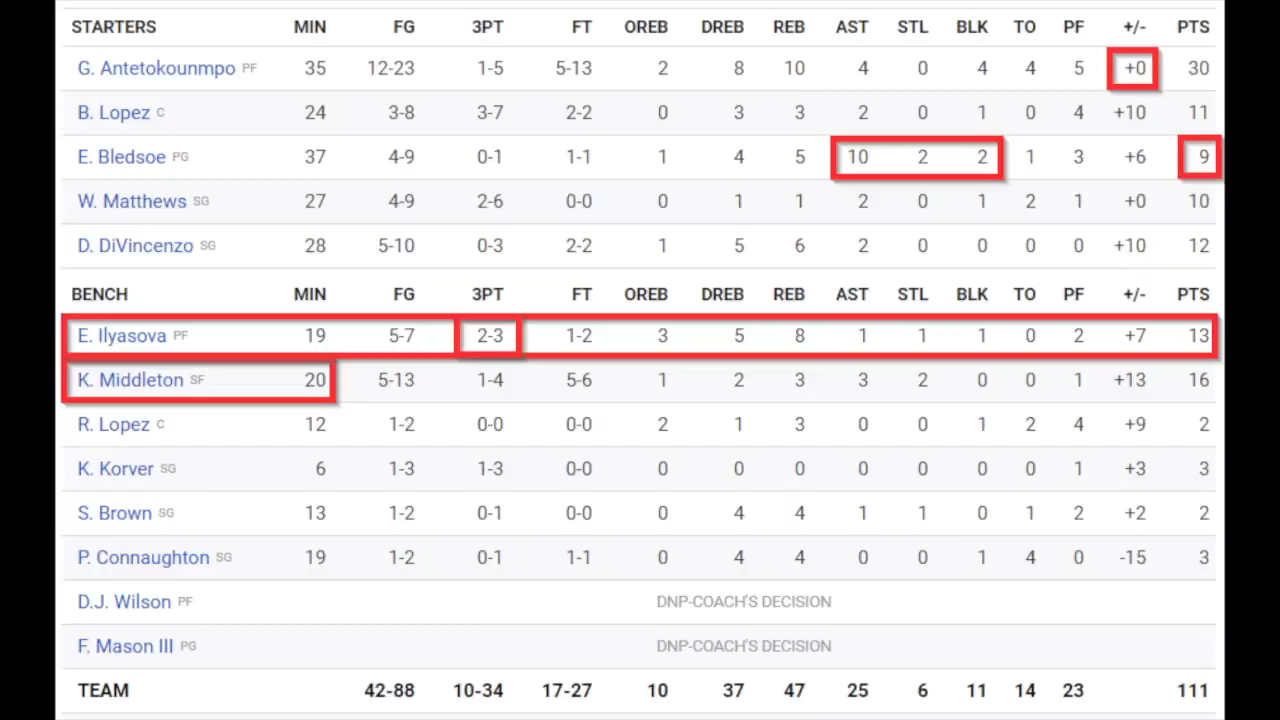 STARTERS MIN FG 3PT FT OREB DREB REB AST STL BLK TO PF +/- PTS
G. Antetokounmpo PF 35 12-23 1-5 5-13 2 8 10 4 0 4 4 5 +0 30
B. Lopez C 24 3-8 3-7 2-2 0 3 3 2 0 1 0 4 +10 11
E. Bledsoe PG 37 4-9 0-1 1-1 1 4 5 10 2 2 1 3 +6 9
W. Matthews SG 27 4-9 2-6 0-0 0 1 1 2 0 1 2 1 +0 10
D. DiVincenzo SG 28 5-10 0-3 2-2 1 5 6 2 0 0 0 0 +10 12
BENCH MIN FG 3PT FT OREB DREB REB AST STL BLK TO PF +/- PTS
E. Ilyasova PF 19 5-7 2-3 1-2 3 5 8 1 1 1 0 2 +7 13
K. Middleton SF 20 5-13 1-4 5-6 1 2 3 3 2 0 0 1 +13 16
R. Lopez C 12 1-2 0-0 0-0 2 1 3 0 0 1 2 4 +9 2
K. Korver SG 6 1-3 1-3 0-0 0 0 0 0 0 0 0 1 +3 3
S. Brown SG 13 1-2 0-1 0-0 0 4 4 1 1 0 1 2 +2 2
P. Connaughton SG 19 1-2 0-1 1-1 0 4 4 0 0 1 4 0 -15 3
D.J. Wilson PF DNP-COACH'S DECISION
F. Mason III PG DNP-COACH'S DECISION
TEAM 42-88 10-34 17-27 10 37 47 25 6 11 14 23 111